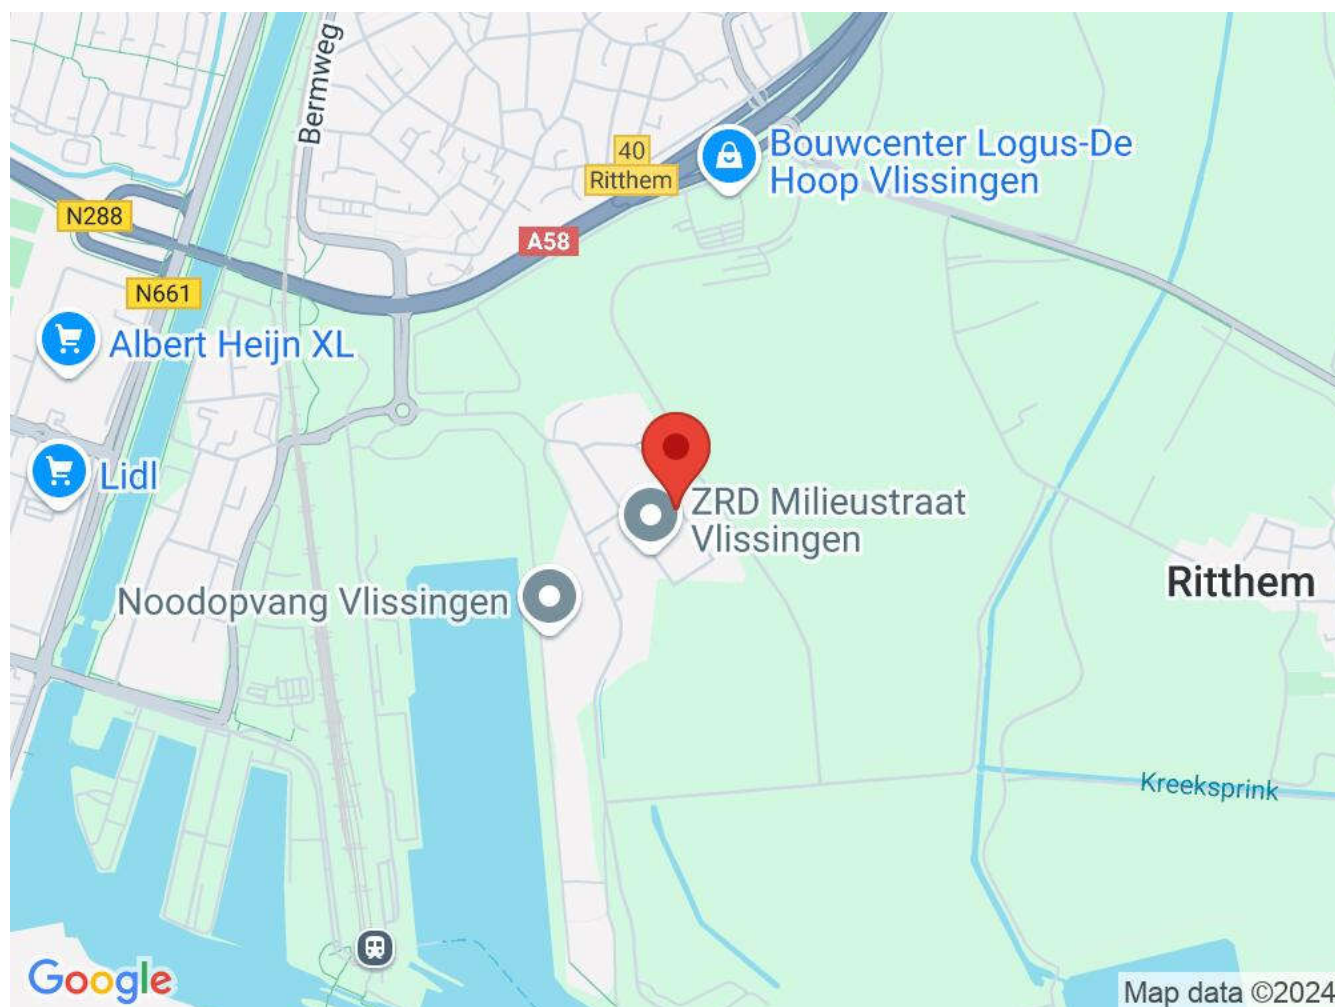 Bermweg
40
Ritthem
Bouwcenter Logus-De
Hoop Vlissingen
N288
A58
N661
Albert Heijn XL
Lidl
ZRD Milieustraat
Vlissingen
Ritthem
Noodopvang Vlissingen
Kreeksprink
Google
Map data ©2024